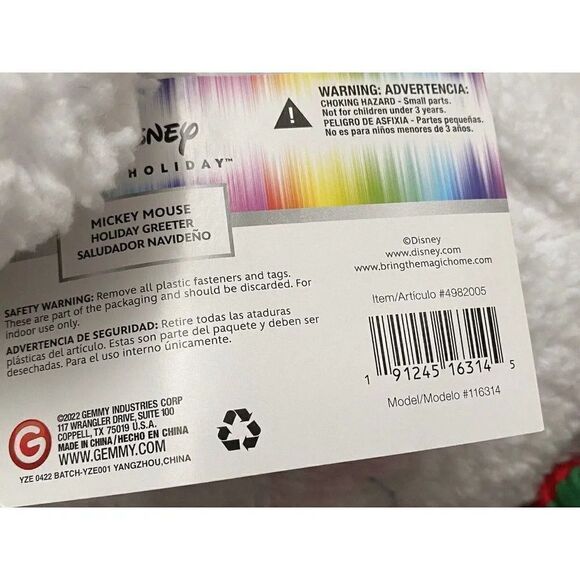 WARNING: ADVERTENCIA:
CHOKING HAZARD - Small parts.
Not for children under 3 years.
PELIGRO DE ASFIXIA - Partes pequeñas.
No es para niños menores de 3 años.
HOLIDAY™
MICKEY MOUSE
HOLIDAY GREETER
SALUDADOR NAVIDEÑO
©Disney
www.disney.com
www.bringthemagichome.com
SAFETY WARNING: Remove all plastic fasteners and tags.
These are part of the packaging and should be discarded. For
indoor use only.
ADVERTENCIA DE SEGURIDAD: Retire todas las ataduras
plásticas del artículo. Estas son parte del paquete y deben ser
desechadas. Para el uso interno únicamente.
Item/Artículo #4982005
1 91245 16314 5
Model/Modelo #116314
G
©2022 GEMMY INDUSTRIES CORP
117 WRANGLER DRIVE, SUITE 100
COPPELL, TX 75019 U.S.A.
MADE IN CHINA/HECHO EN CHINA
WWW.GEMMY.COM
YZE 0422 BATCH-YZE001 YANGZHOU,CHINA